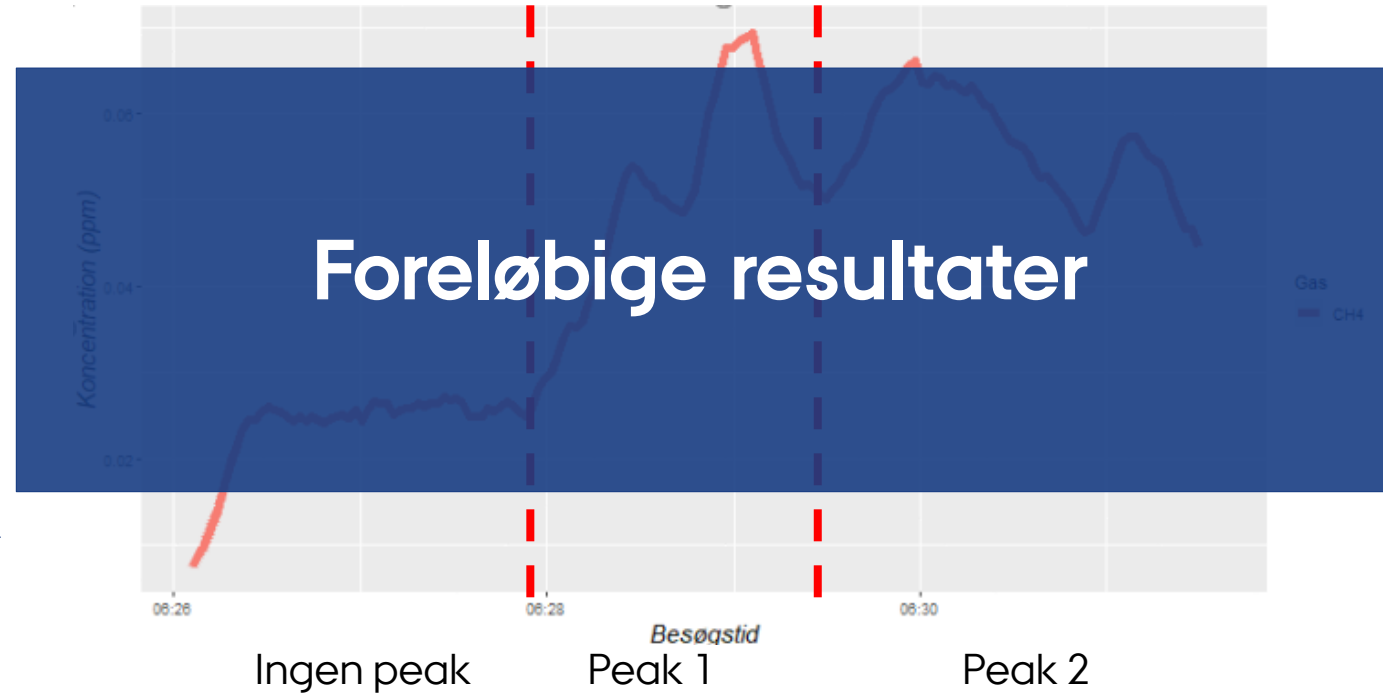 0.06
Koncentration (ppm)
Foreløbige resultater
0.04
Gas
CH4
0.02
06:26
06:28
06:30
Besøgstid
Ingen peak
Peak 1
Peak 2